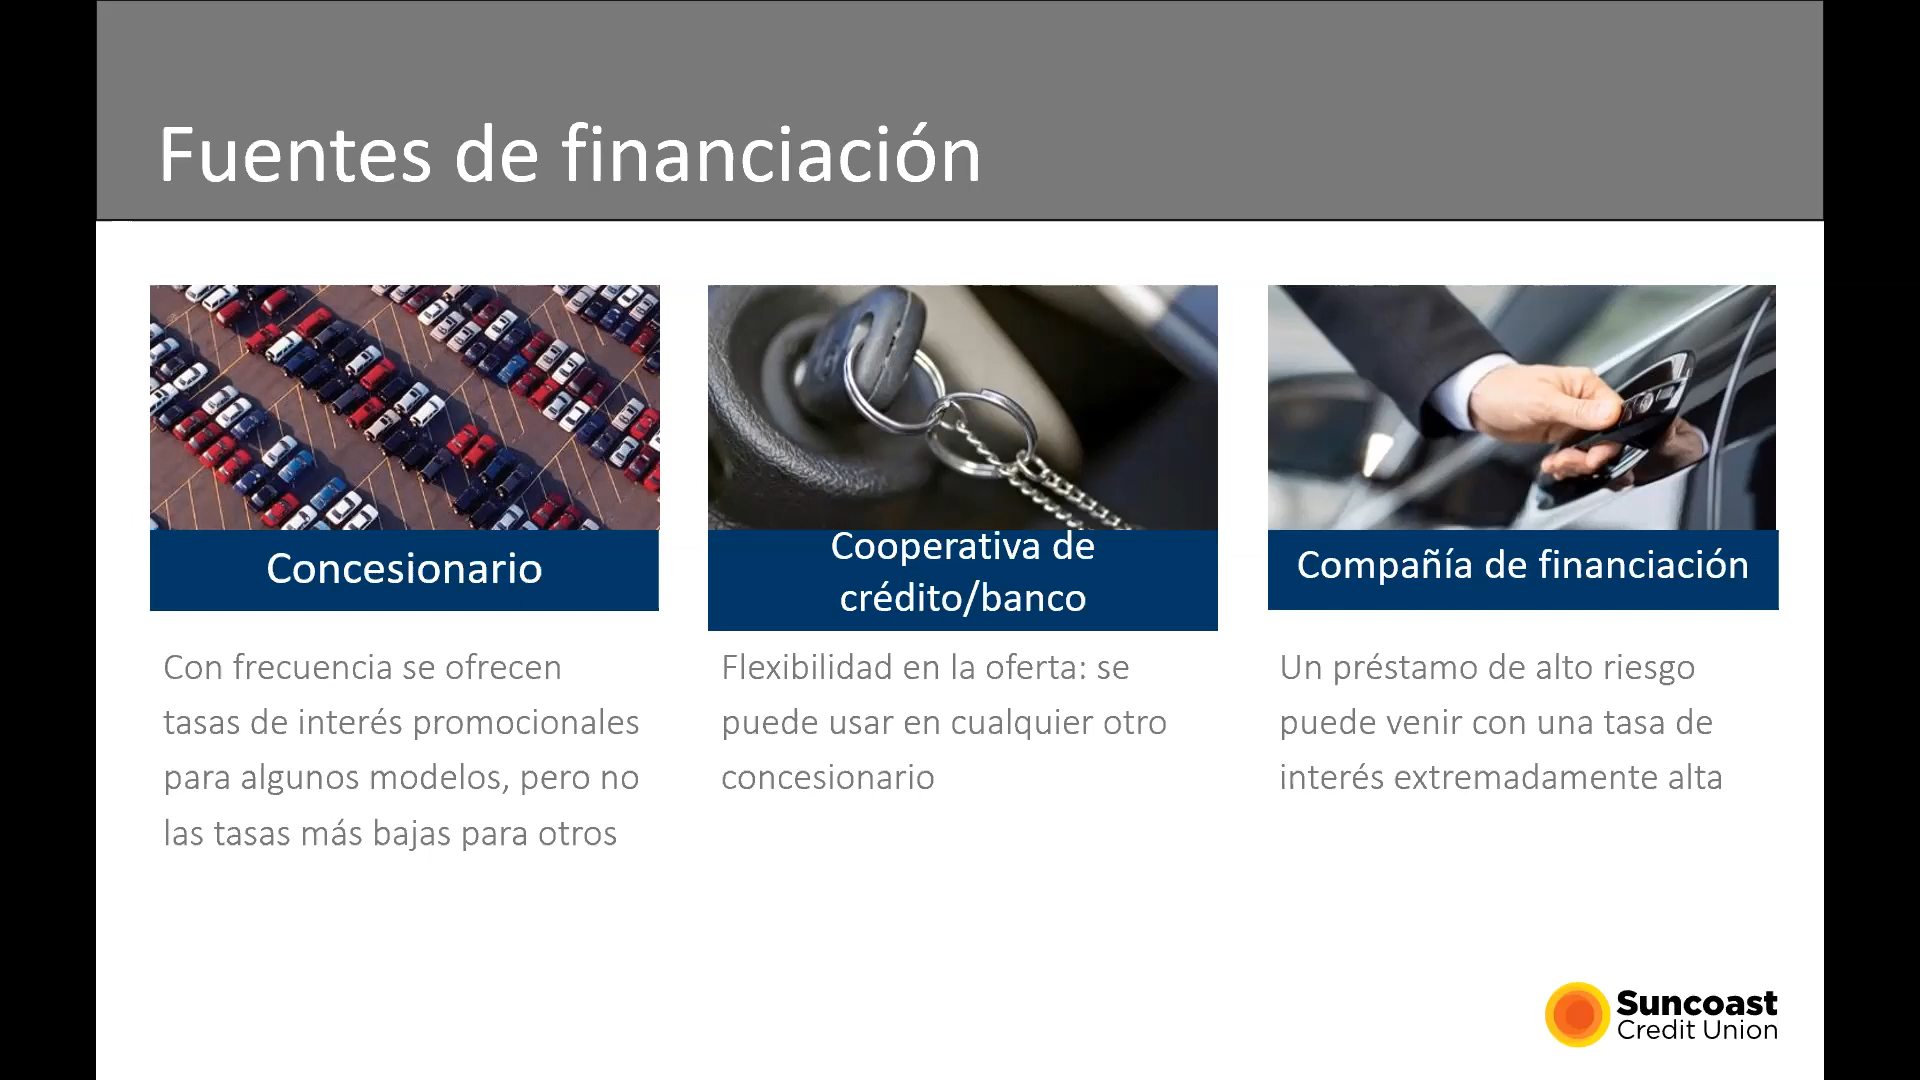 Fuentes de financiación
Concesionario
Con frecuencia se ofrecen
tasas de interés promocionales
para algunos modelos, pero no
las tasas más bajas para otros
Cooperativa de
crédito/banco
Flexibilidad en la oferta: se
puede usar en cualquier otro
concesionario
Compañía de financiación
Un préstamo de alto riesgo
puede venir con una tasa de
interés extremadamente alta
Suncoast
Credit Union